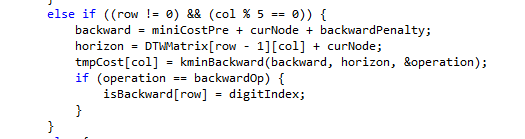 else if ((row != 0) && (col % 5 == 0)) {
backward = miniCostPre + curNode + backwardPenalty;
horizon = DTWMatrix[row - 1][col] + curNode;
tmpCost[col] = kminBackward(backward, horizon, &operation);
if (operation == backwardOp) {
isBackward[row] = digitIndex;
}
}